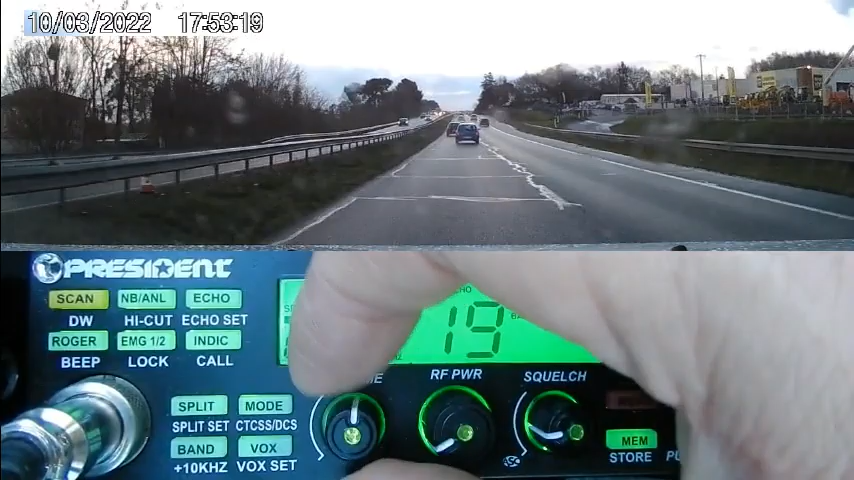 10/03/2022 17:53:19
PRESIDENT
SCAN NB/ANL ECHO
DW HI-CUT ECHO SET
ROGER EMG 1/2 INDIC
BEEP LOCK CALL
ECHO
19
RF PWR SQUELCH
SPLIT MODE
SPLIT SET CTCSS/DCS
BAND VOX
+10KHZ VOX SET
ASC
MEM
STORE